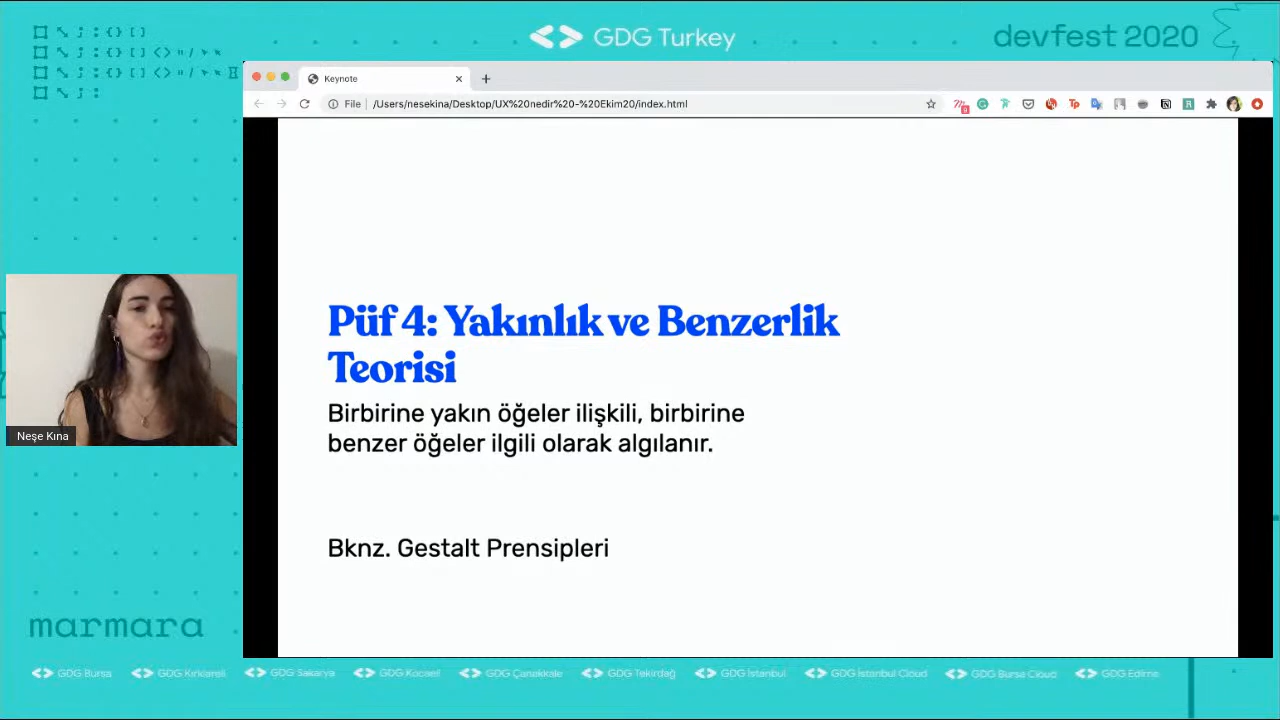 GDG Turkey
devfest 2020
Keynote
File
/Users/nesekina/Desktop/UX%20nedir%20-%20Ekim20/index.html
Püf 4: Yakınlık ve Benzerlik
Teorisi
Birbirine yakın öğeler ilişkili, birbirine
benzer öğeler ilgili olarak algılanır.
Bknz. Gestalt Prensipleri
Neşe Kına
marmara
GDG Bursa GDG Kırklareli GDG Sakarya GDG Kocaeli GDG Çanakkale GDG Tekirdağ GDG İstanbul GDG İstanbul Cloud GDG Bursa Cloud GDG Edirne